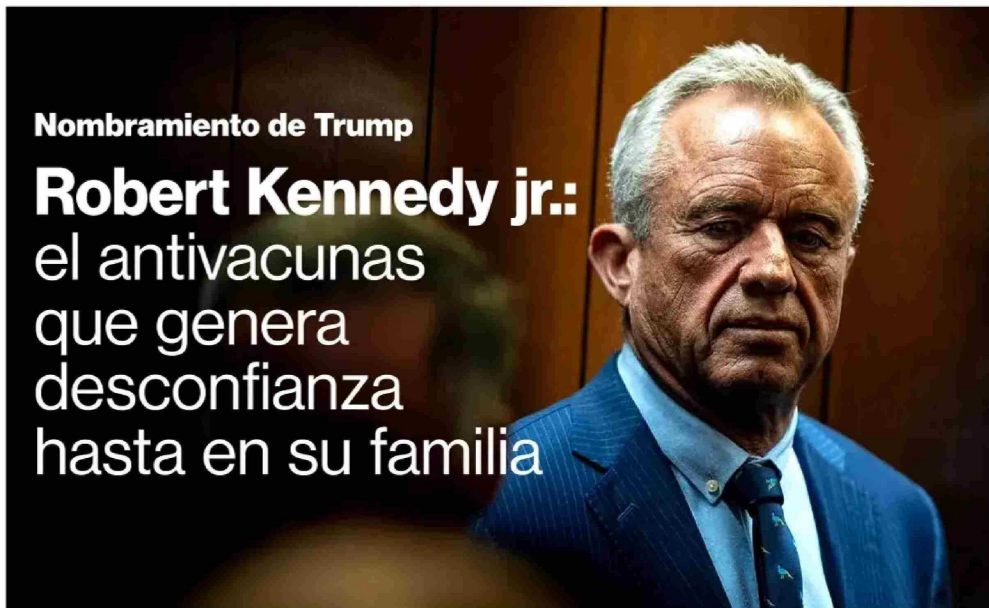 Nombramiento de Trump
Robert Kennedy jr.:
el antivacunas
que genera
desconfianza
hasta en su familia